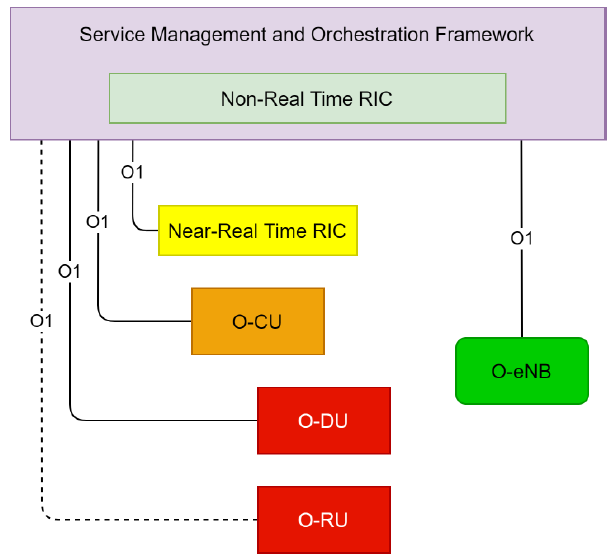 Service Management and Orchestration Framework
Non-Real Time RIC
O1
Near-Real Time RIC
O1
O1
O1
O-CU
O1
O-eNB
O-DU
O-RU